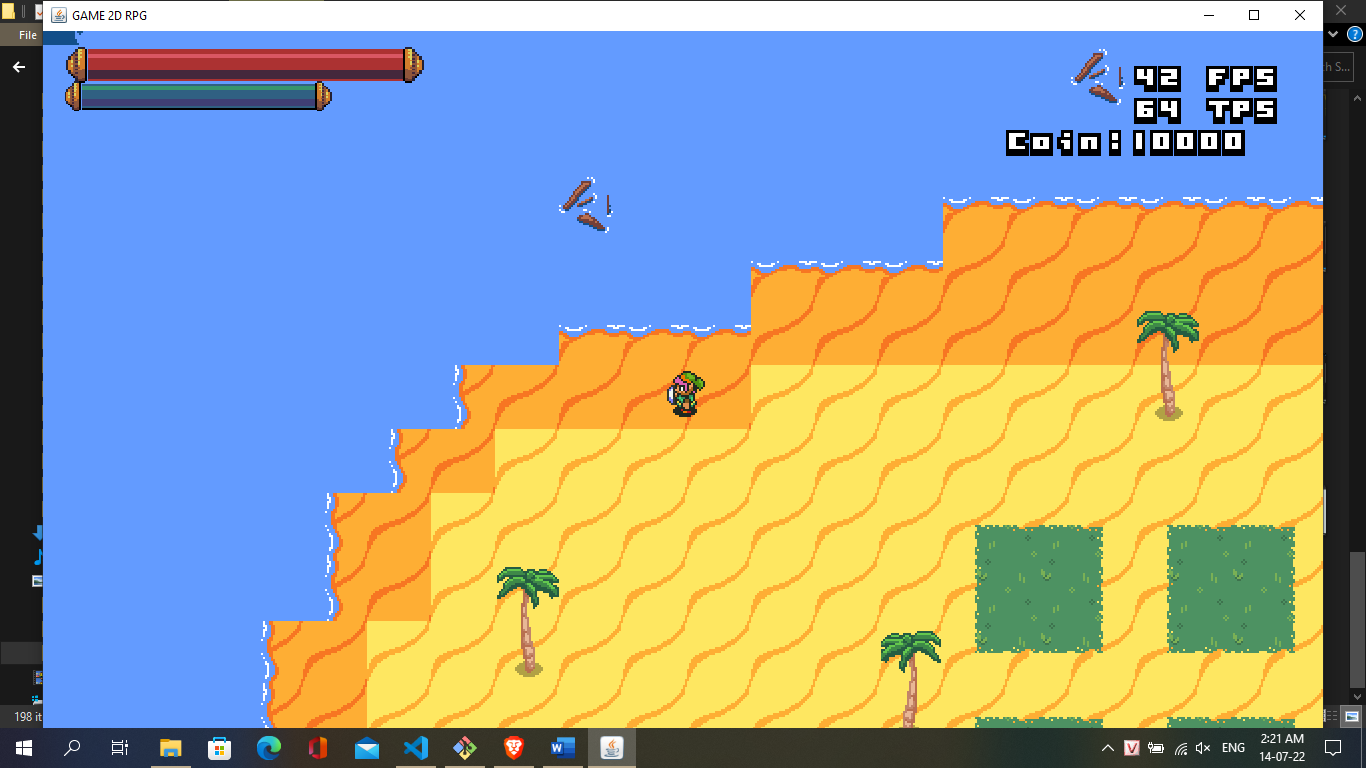 GAME 2D RPG
File
h S...
42 FPS
64 TPS
Coin:10000
198 it
ENG
2:21 AM
14-07-22